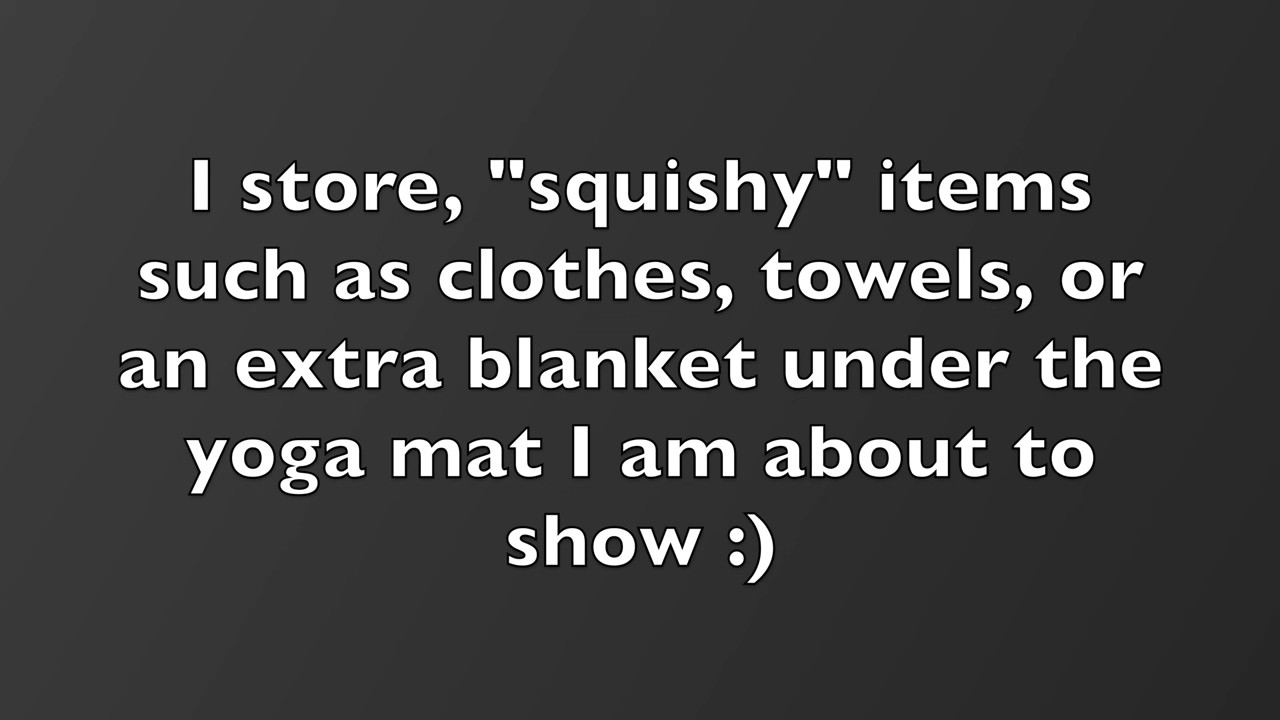 I store, "squishy" items
such as clothes, towels, or
an extra blanket under the
yoga mat I am about to
show :)